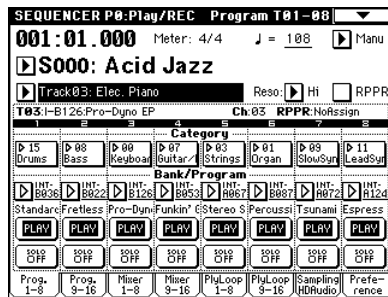 SEQUENCER P0:Play/REC Program T01-08
001:01.000 Meter: 4/4 ♩ = 108 Manu
S000: Acid Jazz
Track03: Elec. Piano Reso: Hi RPPR
T03:I-B126:Pro-Dyno EP Ch:03 RPPR:NoAssign
1 2 3 4 5 6 7 8
Category
15 Drums 08 Bass 00 Keyboar 07 Guitar/ 03 Strings 01 Organ 09 SlowSyn 11 LeadSyn
Bank/Program
INT-B036 INT-B022 INT-B126 INT-B053 INT-A067 INT-B087 INT-A072 INT-A124
Standard Fretless Pro-Dyn Funkin' G Stereo S Percussi Tsunami Espress
PLAY PLAY PLAY PLAY PLAY PLAY PLAY PLAY
SOLO OFF SOLO OFF SOLO OFF SOLO OFF SOLO OFF SOLO OFF SOLO OFF SOLO OFF
Prog. 1-8 Prog. 9-16 Mixer 1-8 Mixer 9-16 PlyLoop 1-8 PlyLoop 9-16 Sampling HDAudio Prefe-rence